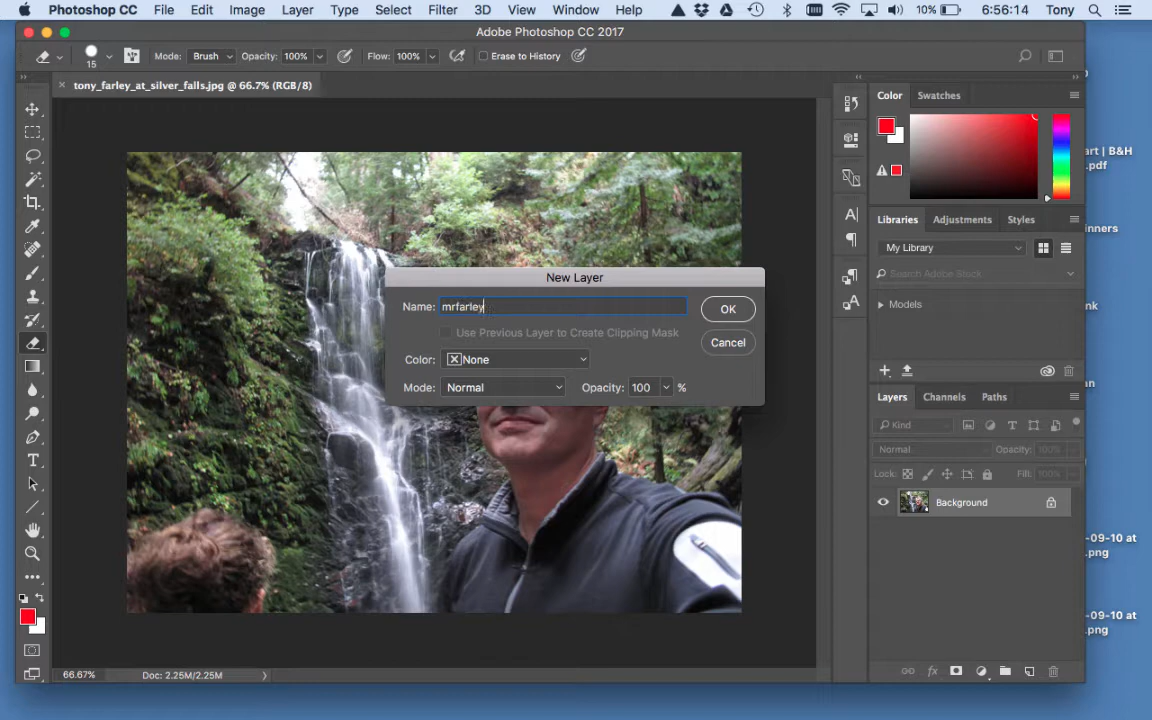 Photoshop CC File Edit Image Layer Type Select Filter 3D View Window Help 10% 6:56:14 Tony
Adobe Photoshop CC 2017
15 Mode: Brush Opacity: 100% Flow: 100% Erase to History
× tony_farley_at_silver_falls.jpg @ 66.7% (RGB/8)
Color Swatches
art | B&H
.pdf
Libraries Adjustments Styles
inners
My Library
Search Adobe Stock
New Layer
Name: mrfarley OK
Models
nk
Use Previous Layer to Create Clipping Mask
Cancel
Color: None
Mode: Normal Opacity: 100 %
an
Layers Channels Paths
Kind
Normal Opacity: 100%
Lock: Fill: 100%
Background
-09-10 at
.png
-09-10 at
.png
66.67% Doc: 2.25M/2.25M